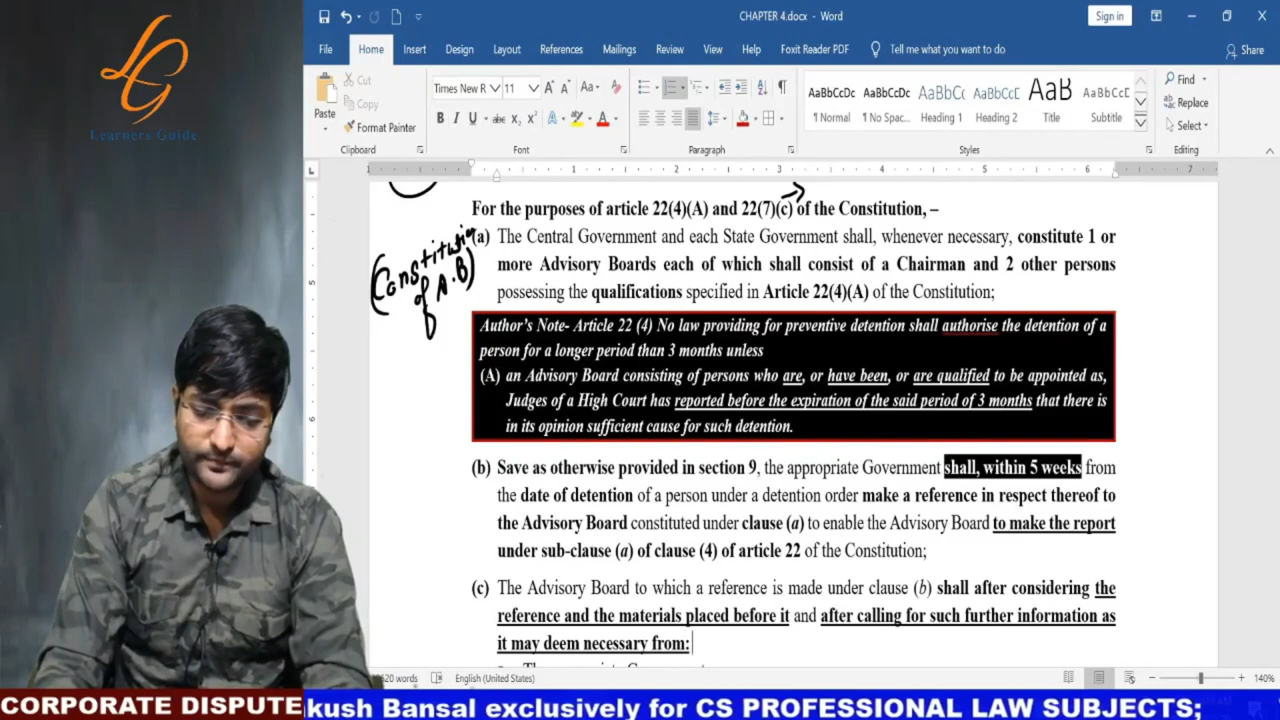 LG
Learners Guide
CHAPTER 4.docx - Word
Sign in
File Home Insert Design Layout References Mailings Review View Help Foxit Reader PDF Tell me what you want to do Share
Paste
Cut
Copy
Format Painter
Clipboard
Times New R 11
Font
Paragraph
AaBbCcDc AaBbCcDc AaBbCc AaBbCcC AaB AaBbCcE
¶ Normal ¶ No Spac... Heading 1 Heading 2 Title Subtitle
Styles
Find
Replace
Select
Editing
1 1 2 3 4 5 6 7
For the purposes of article 22(4)(A) and 22(7)(c) of the Constitution, –
(Constitution
of A.B)
(a) The Central Government and each State Government shall, whenever necessary, constitute 1 or
more Advisory Boards each of which shall consist of a Chairman and 2 other persons
possessing the qualifications specified in Article 22(4)(A) of the Constitution;
Author's Note- Article 22 (4) No law providing for preventive detention shall authorise the detention of a
person for a longer period than 3 months unless
(A) an Advisory Board consisting of persons who are, or have been, or are qualified to be appointed as,
Judges of a High Court has reported before the expiration of the said period of 3 months that there is
in its opinion sufficient cause for such detention.
(b) Save as otherwise provided in section 9, the appropriate Government shall, within 5 weeks from
the date of detention of a person under a detention order make a reference in respect thereof to
the Advisory Board constituted under clause (a) to enable the Advisory Board to make the report
under sub-clause (a) of clause (4) of article 22 of the Constitution;
(c) The Advisory Board to which a reference is made under clause (b) shall after considering the
reference and the materials placed before it and after calling for such further information as
it may deem necessary from:
words English (United States) 140%
CORPORATE DISPUTE kush Bansal exclusively for CS PROFESSIONAL LAW SUBJECTS;